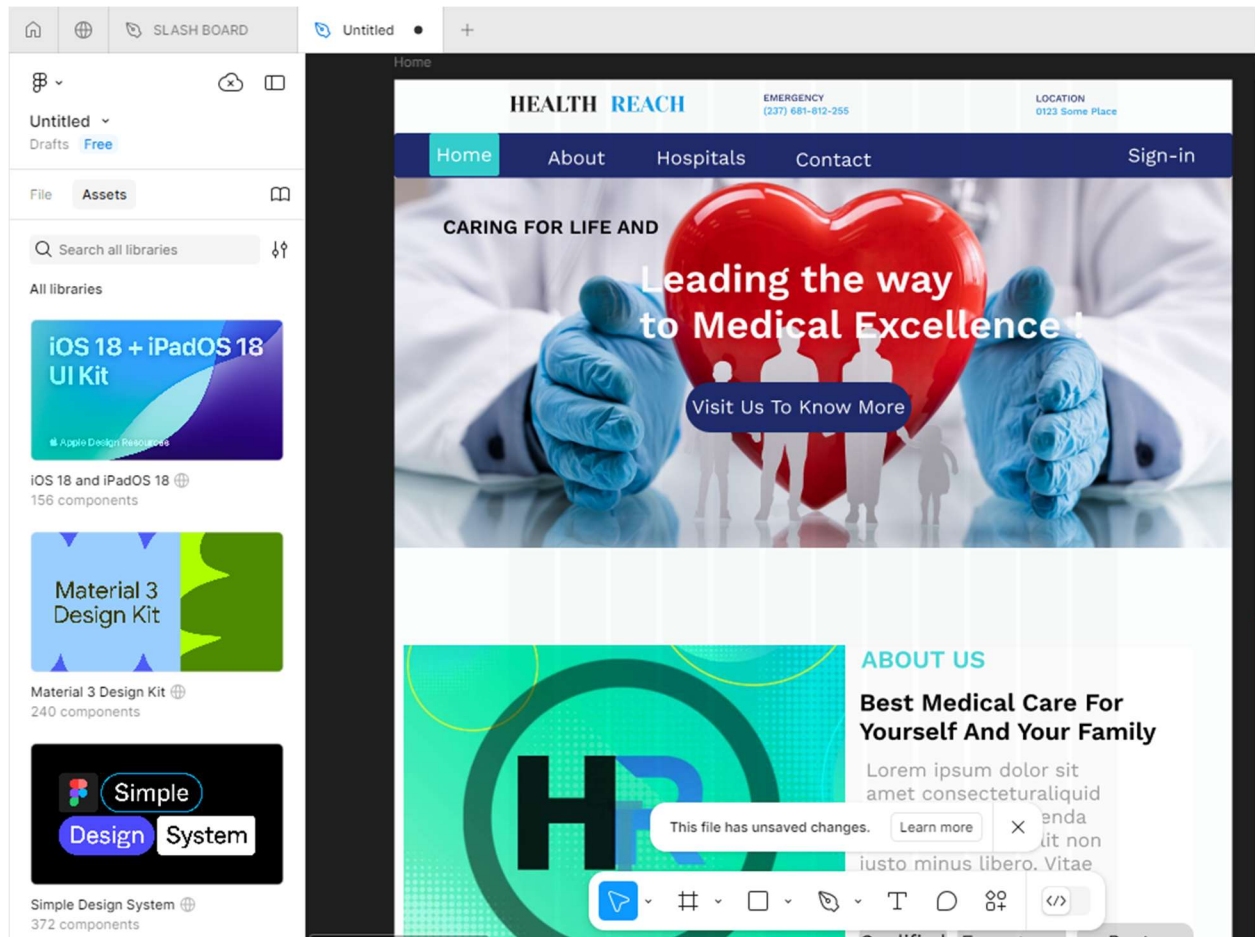 SLASH BOARD
Untitled
Untitled
Drafts Free
File Assets
Search all libraries
All libraries
iOS 18 + iPadOS 18
UI Kit
Apple Design Resources
iOS 18 and iPadOS 18
156 components
Material 3
Design Kit
Material 3 Design Kit
240 components
Simple
Design System
Simple Design System
372 components
Home
HEALTH REACH
EMERGENCY
(237) 681-812-255
LOCATION
0123 Some Place
Home About Hospitals Contact Sign-in
CARING FOR LIFE AND
Leading the way
to Medical Excellence !
Visit Us To Know More
HR
ABOUT US
Best Medical Care For
Yourself And Your Family
Lorem ipsum dolor sit
amet consecteturaliquid
enda
non
iusto minus libero. Vitae
This file has unsaved changes. Learn more